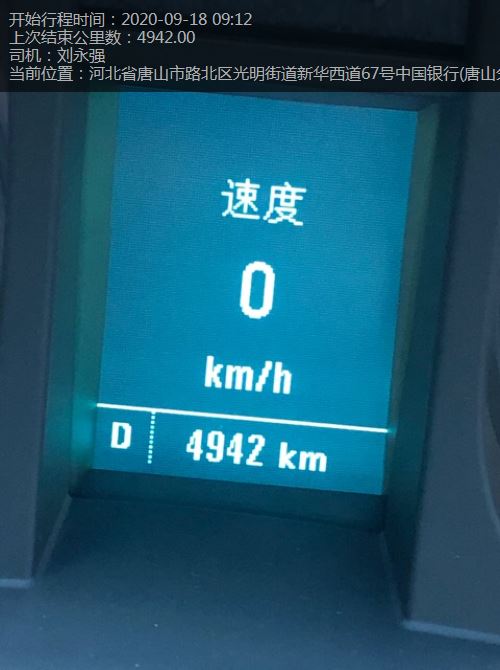 开始行程时间：2020-09-18 09:12
上次结束公里数：4942.00
司机：刘永强
当前位置：河北省唐山市路北区光明街道新华西道67号中国银行(唐山
速度
0
km/h
D 4942 km